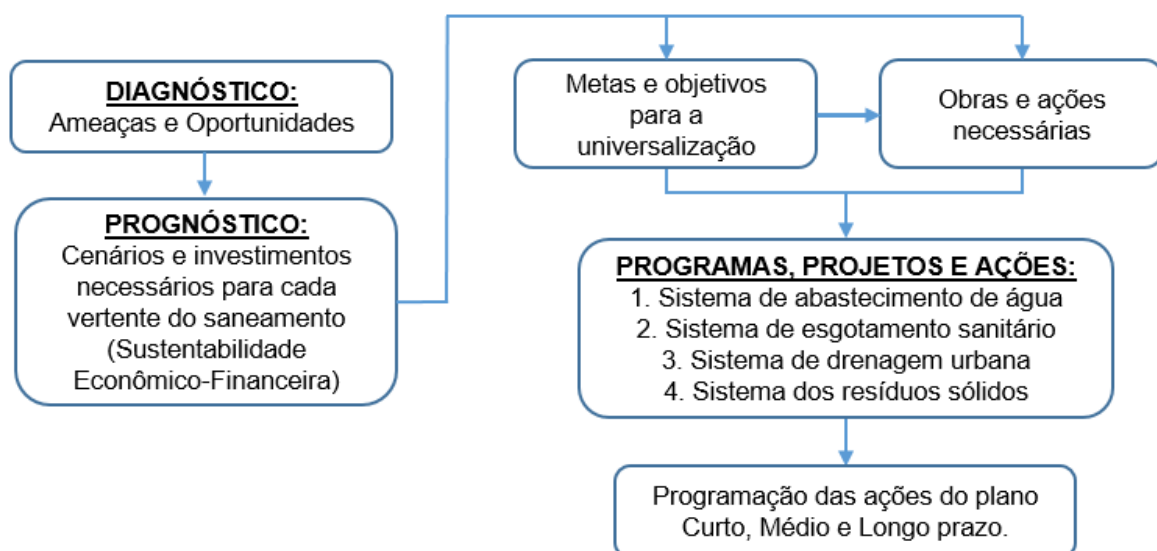 DIAGNÓSTICO:
Ameaças e Oportunidades
PROGNÓSTICO:
Cenários e investimentos
necessários para cada
vertente do saneamento
(Sustentabilidade
Econômico-Financeira)
Metas e objetivos
para a
universalização
Obras e ações
necessárias
PROGRAMAS, PROJETOS E AÇÕES:
1. Sistema de abastecimento de água
2. Sistema de esgotamento sanitário
3. Sistema de drenagem urbana
4. Sistema dos resíduos sólidos
Programação das ações do plano
Curto, Médio e Longo prazo.